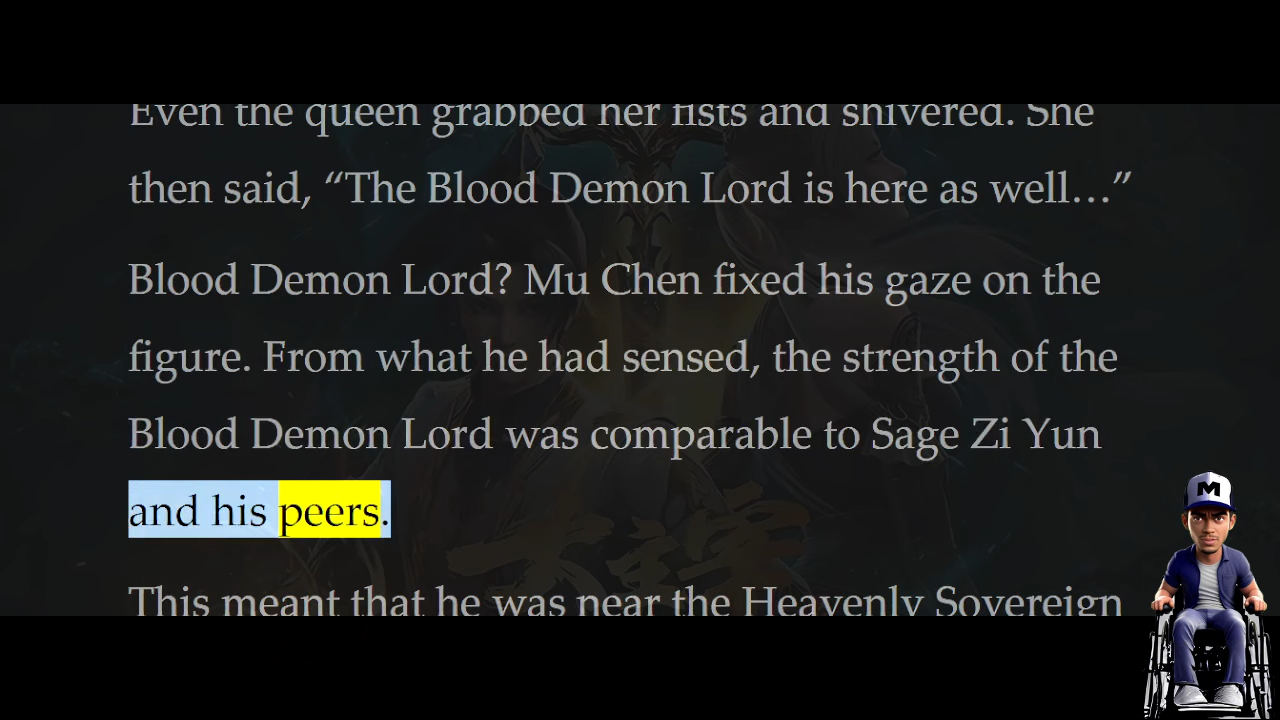 Even the queen grabbed her fists and shivered. She
then said, “The Blood Demon Lord is here as well…”
Blood Demon Lord? Mu Chen fixed his gaze on the
figure. From what he had sensed, the strength of the
Blood Demon Lord was comparable to Sage Zi Yun
and his peers.
This meant that he was near the Heavenly Sovereign
M